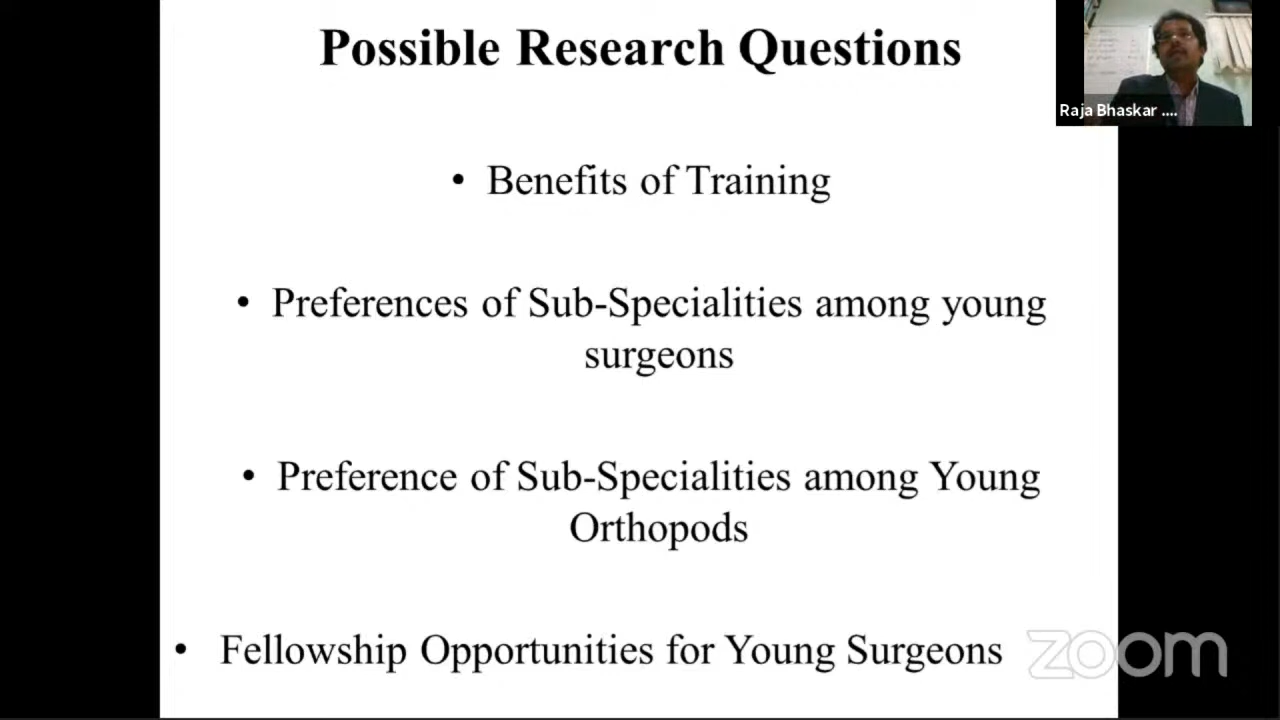 Possible Research Questions
Raja Bhaskar ....
• Benefits of Training
• Preferences of Sub-Specialities among young
surgeons
• Preference of Sub-Specialities among Young
Orthopods
• Fellowship Opportunities for Young Surgeons
zoom